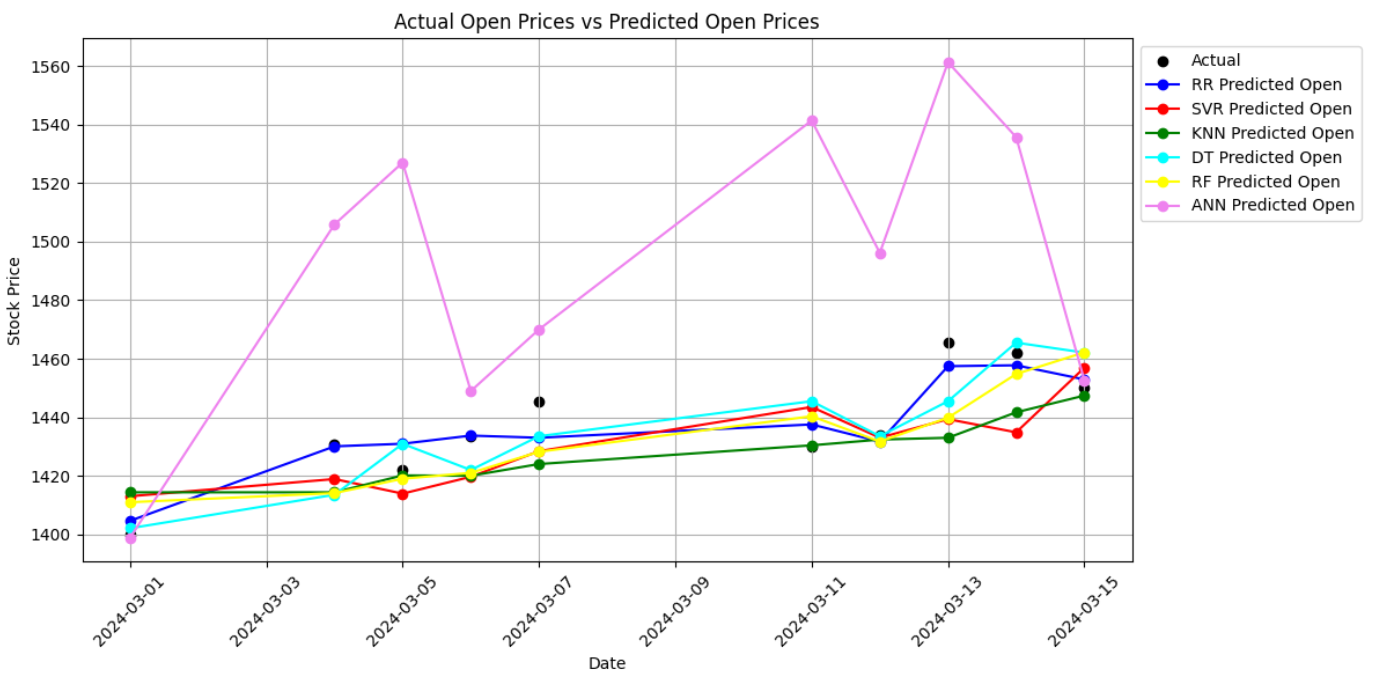 Actual Open Prices vs Predicted Open Prices
1560
1540
1520
1500
1480
1460
1440
1420
1400
Stock Price
2024-03-01
2024-03-03
2024-03-05
2024-03-07
2024-03-09
2024-03-11
2024-03-13
2024-03-15
Date
Actual
RR Predicted Open
SVR Predicted Open
KNN Predicted Open
DT Predicted Open
RF Predicted Open
ANN Predicted Open